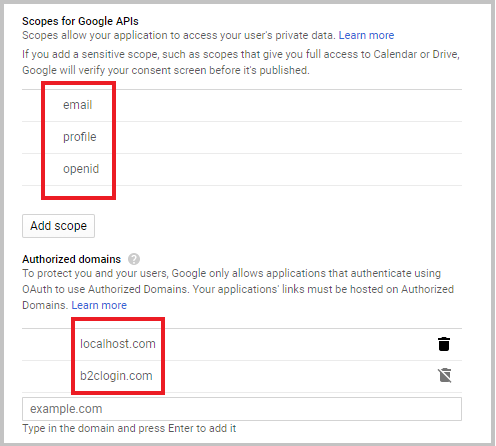 Scopes for Google APIs
Scopes allow your application to access your user's private data. Learn more
If you add a sensitive scope, such as scopes that give you full access to Calendar or Drive,
Google will verify your consent screen before it's published.
email
profile
openid
Add scope
Authorized domains ?
To protect you and your users, Google only allows applications that authenticate using
OAuth to use Authorized Domains. Your applications' links must be hosted on Authorized
Domains. Learn more
localhost.com
b2clogin.com
example.com
Type in the domain and press Enter to add it